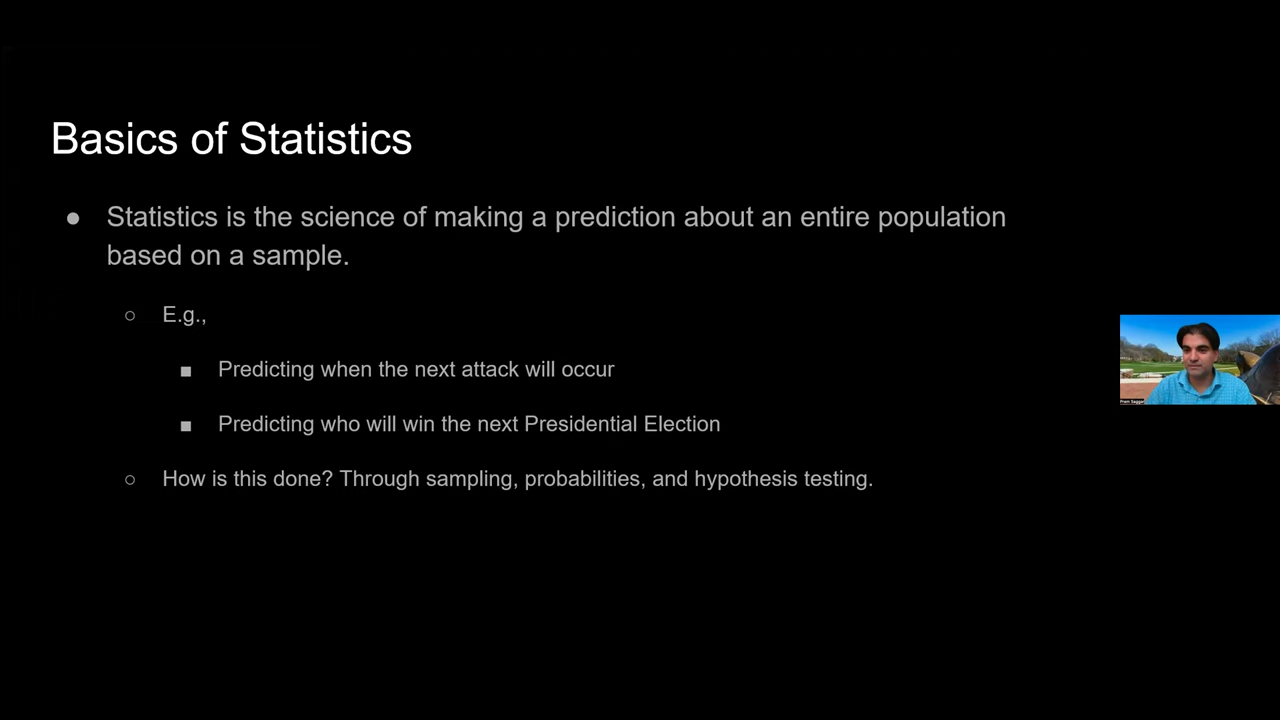 Basics of Statistics
● Statistics is the science of making a prediction about an entire population
based on a sample.
○ E.g.,
■ Predicting when the next attack will occur
■ Predicting who will win the next Presidential Election
○ How is this done? Through sampling, probabilities, and hypothesis testing.
Prem Saggar